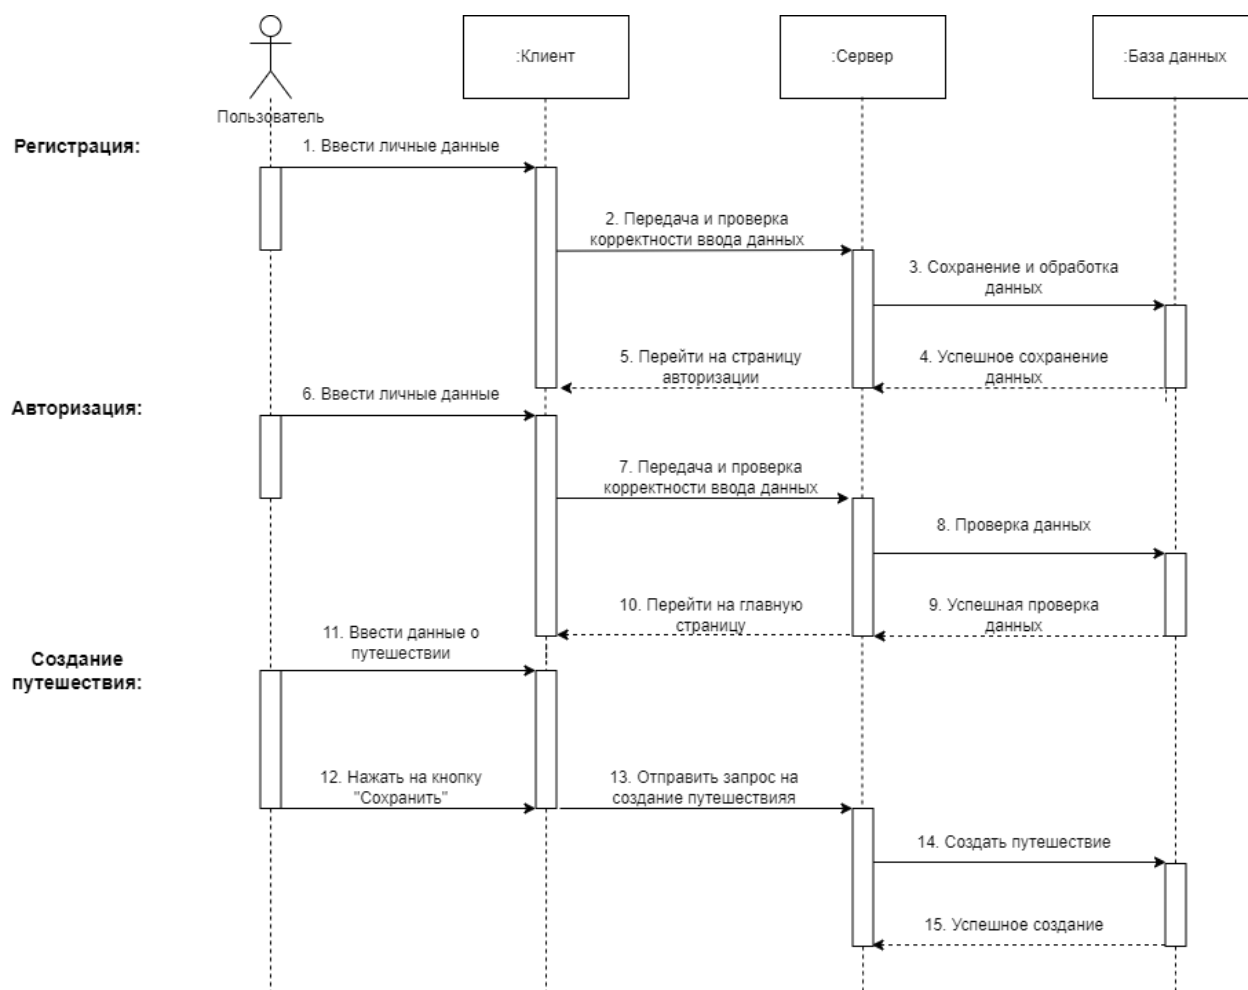 :Клиент
:Сервер
:База данных
Пользователь
Регистрация:
1. Ввести личные данные
2. Передача и проверка
корректности ввода данных
3. Сохранение и обработка
данных
5. Перейти на страницу
авторизации
4. Успешное сохранение
данных
Авторизация:
6. Ввести личные данные
7. Передача и проверка
корректности ввода данных
8. Проверка данных
10. Перейти на главную
страницу
9. Успешная проверка
данных
11. Ввести данные о
путешествии
Создание
путешествия:
12. Нажать на кнопку
"Сохранить"
13. Отправить запрос на
создание путешествияя
14. Создать путешествие
15. Успешное создание